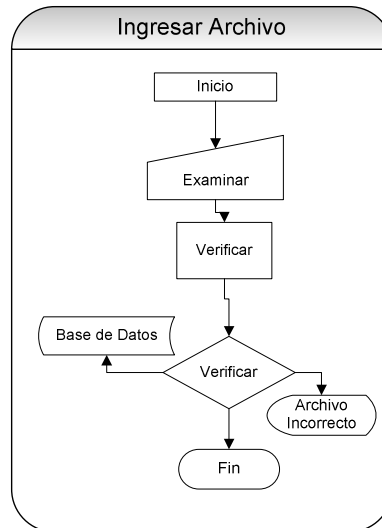 Ingresar Archivo
Inicio
Examinar
Verificar
Base de Datos
Verificar
Archivo
Incorrecto
Fin